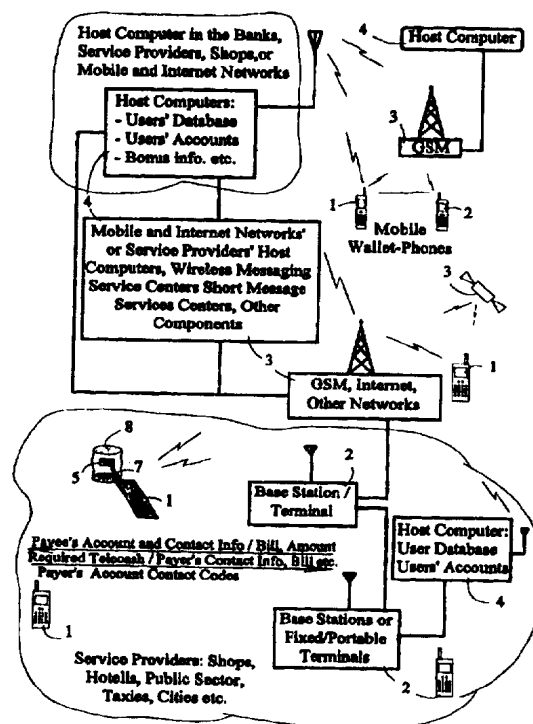 Host Computer in the Banks,
Service Providers, Shops,or
Mobile and Internet Networks
4
Host Computer
Host Computers:
- Users' Database
- Users' Accounts
- Bonus info. etc.
3
GSM
4
1
2
Mobile
Wallet-Phones
Mobile and Internet Networks'
or Service Providers' Host
Computers, Wireless Messaging
Service Centers Short Message
Services Centers, Other
Components
3
3
1
GSM, Internet,
Other Networks
8
5
7
1
2
Base Station /
Terminal
Payee's Account and Contact Info / Bill, Amount
Required Telecash / Payer's Contact Info, Bill etc.
Payer's Account Contact Codes
Host Computer:
User Database
Users' Accounts
4
1
Base Stations or
Fixed/Portable
Terminals
2
1
Service Providers: Shops,
Hotells, Public Sector,
Taxies, Cities etc.